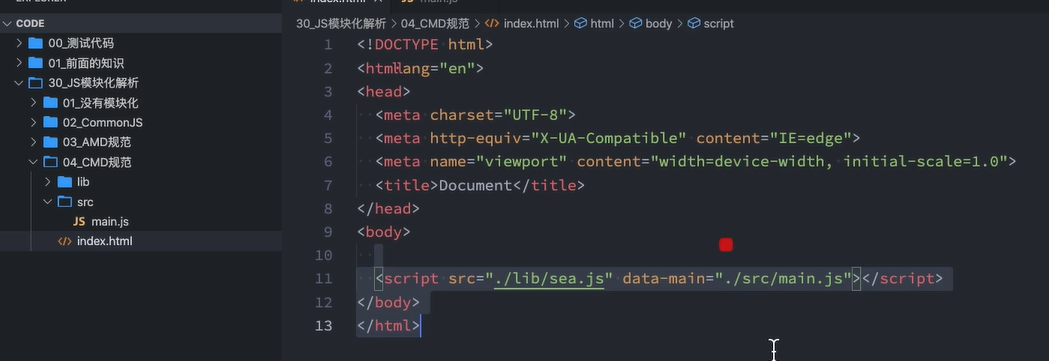 CODE
00_测试代码
01_前面的知识
30_JS模块化解析
01_没有模块化
02_CommonJS
03_AMD规范
04_CMD规范
lib
src
JS main.js
<> index.html
30_JS模块化解析 > 04_CMD规范 > <> index.html > html > body > script
1 <!DOCTYPE html>
2 <html lang="en">
3 <head>
4 <meta charset="UTF-8">
5 <meta http-equiv="X-UA-Compatible" content="IE=edge">
6 <meta name="viewport" content="width=device-width, initial-scale=1.0">
7 <title>Document</title>
8 </head>
9 <body>
10
11 <script src="./lib/sea.js" data-main="./src/main.js"></script>
12 </body>
13 </html>